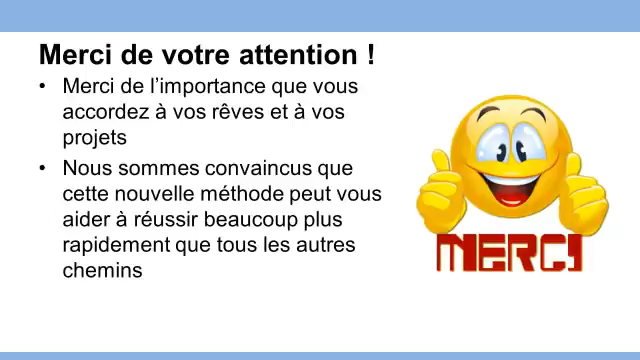 Merci de votre attention !
• Merci de l’importance que vous
accordez à vos rêves et à vos
projets
• Nous sommes convaincus que
cette nouvelle méthode peut vous
aider à réussir beaucoup plus
rapidement que tous les autres
chemins
MERCI